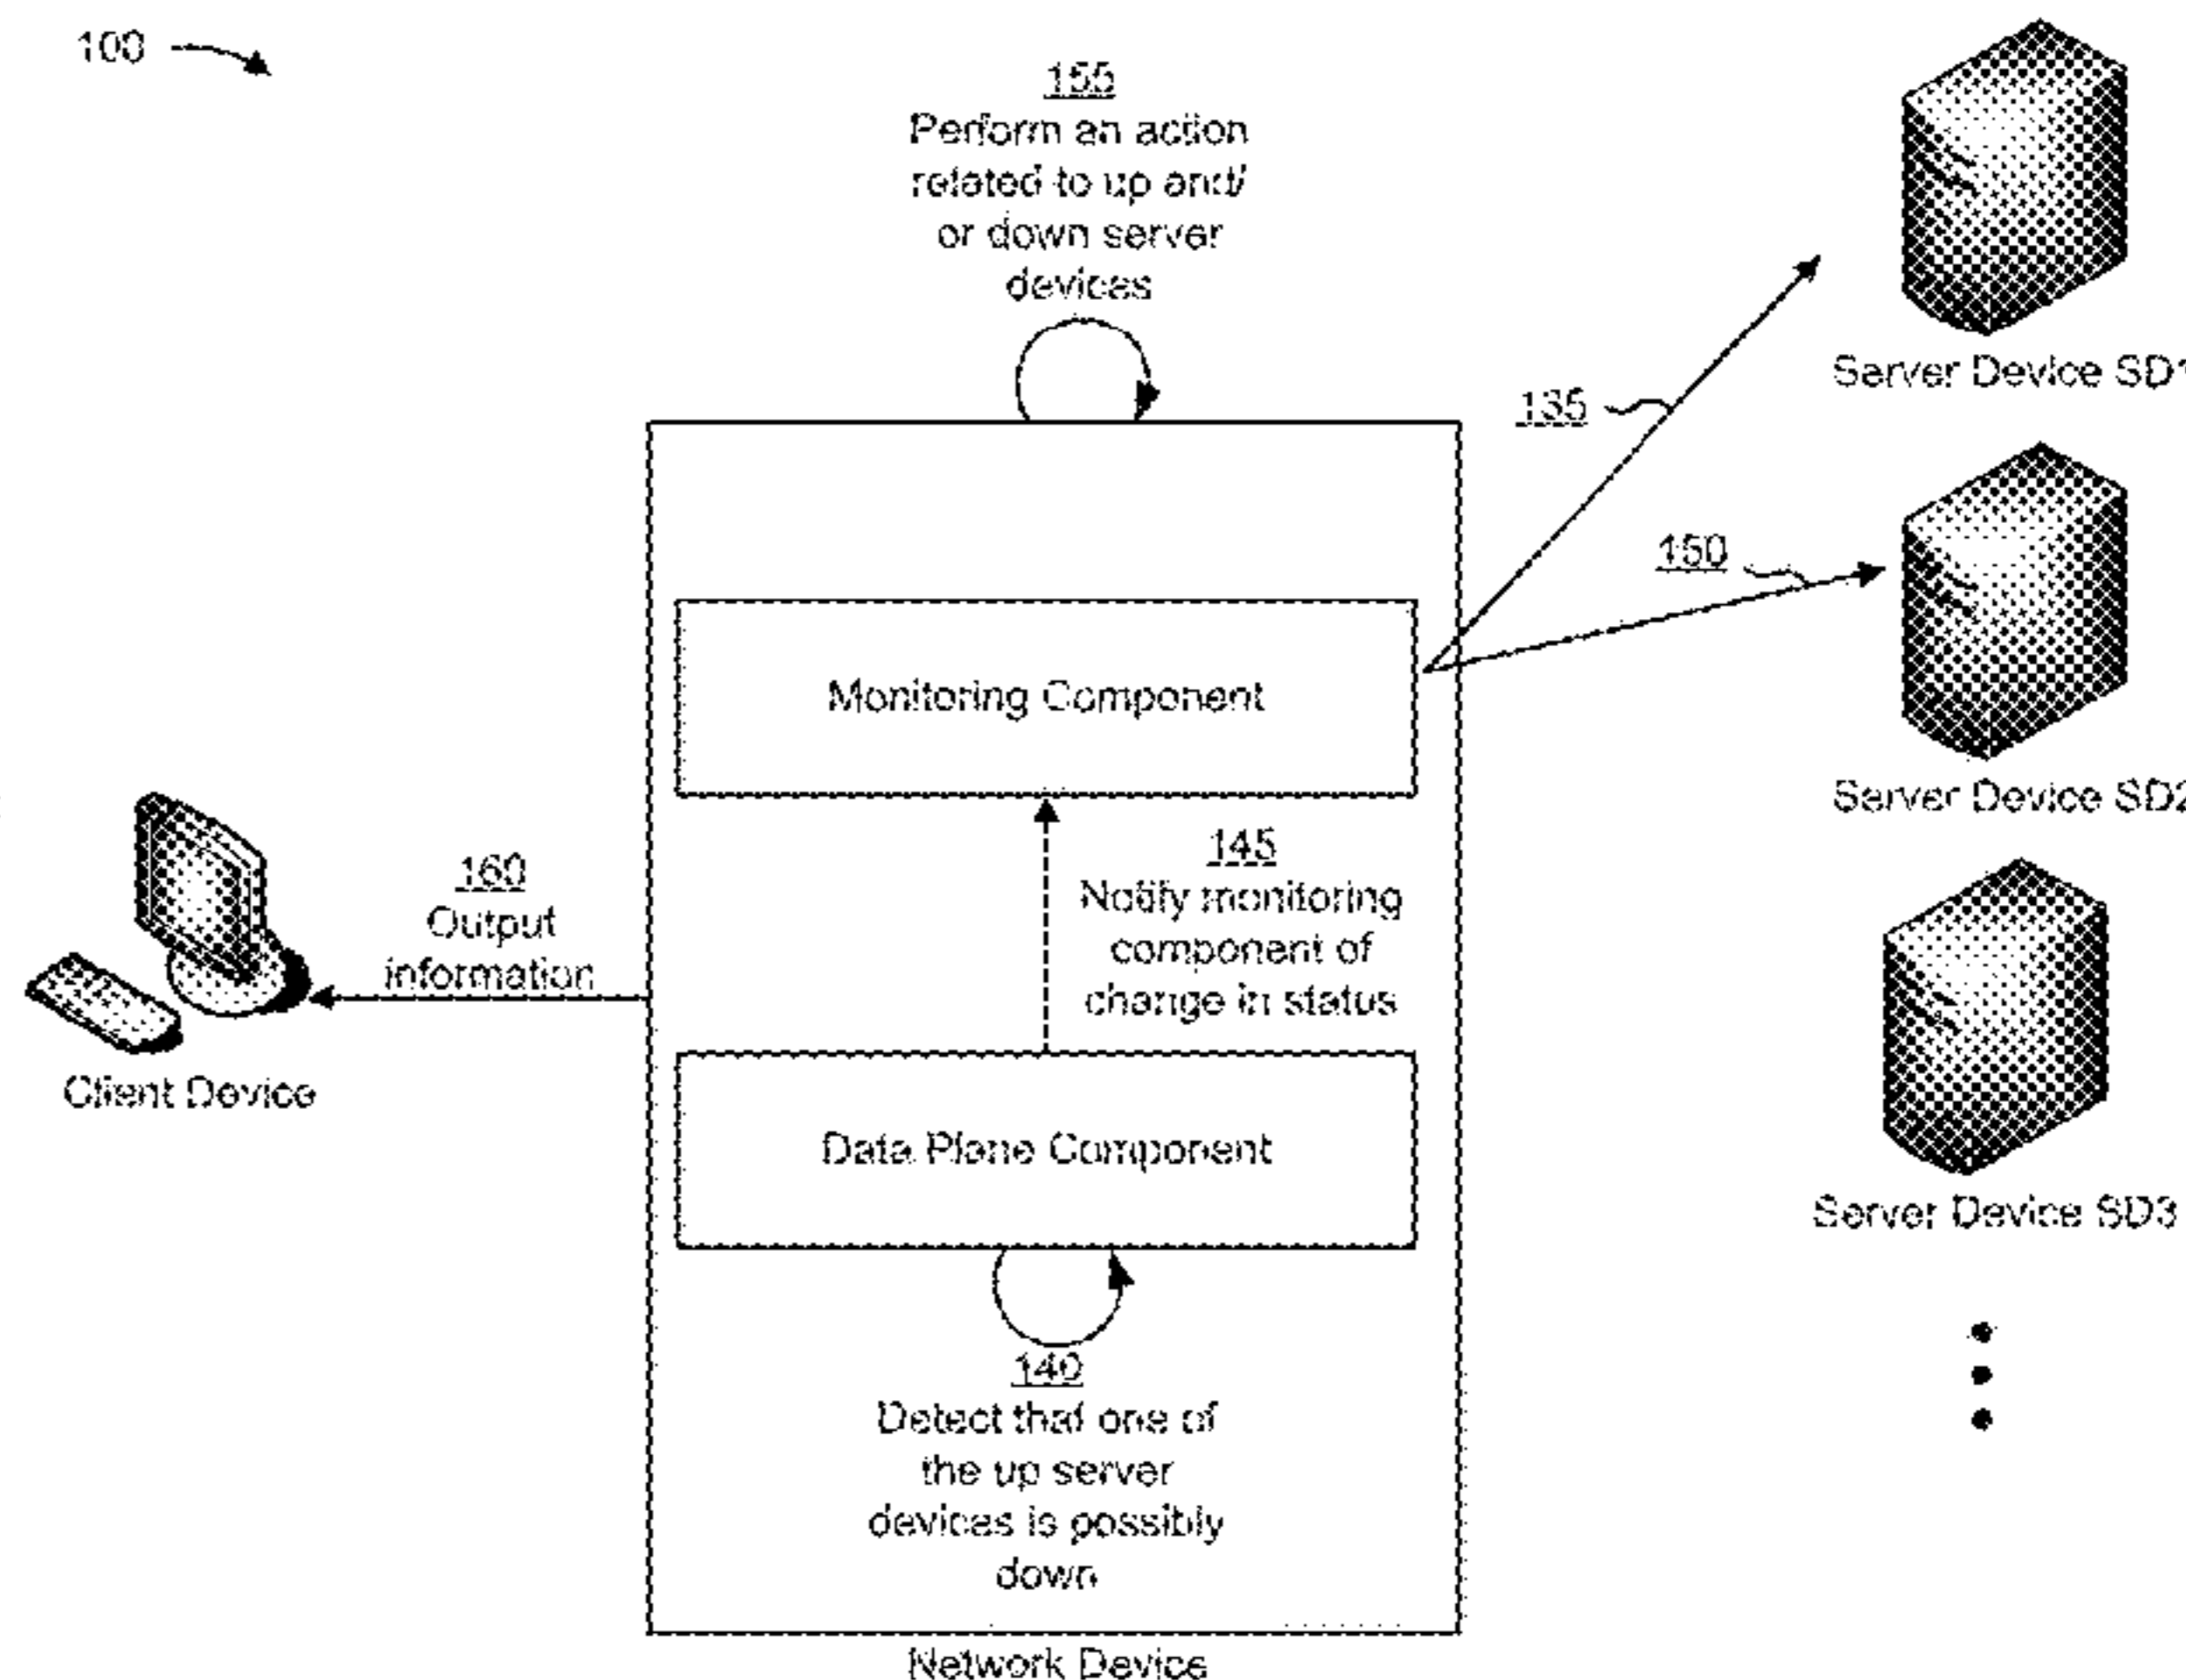 100
155
Perform an action
related to up and/
or down server
devices
Server Device SD1
135
150
Monitoring Component
Server Device SD2
145
Notify monitoring
component of
change in status
160
Output
information
Client Device
Data Plane Component
Server Device SD3
140
Detect that one of
the up server
devices is possibly
down
Network Device